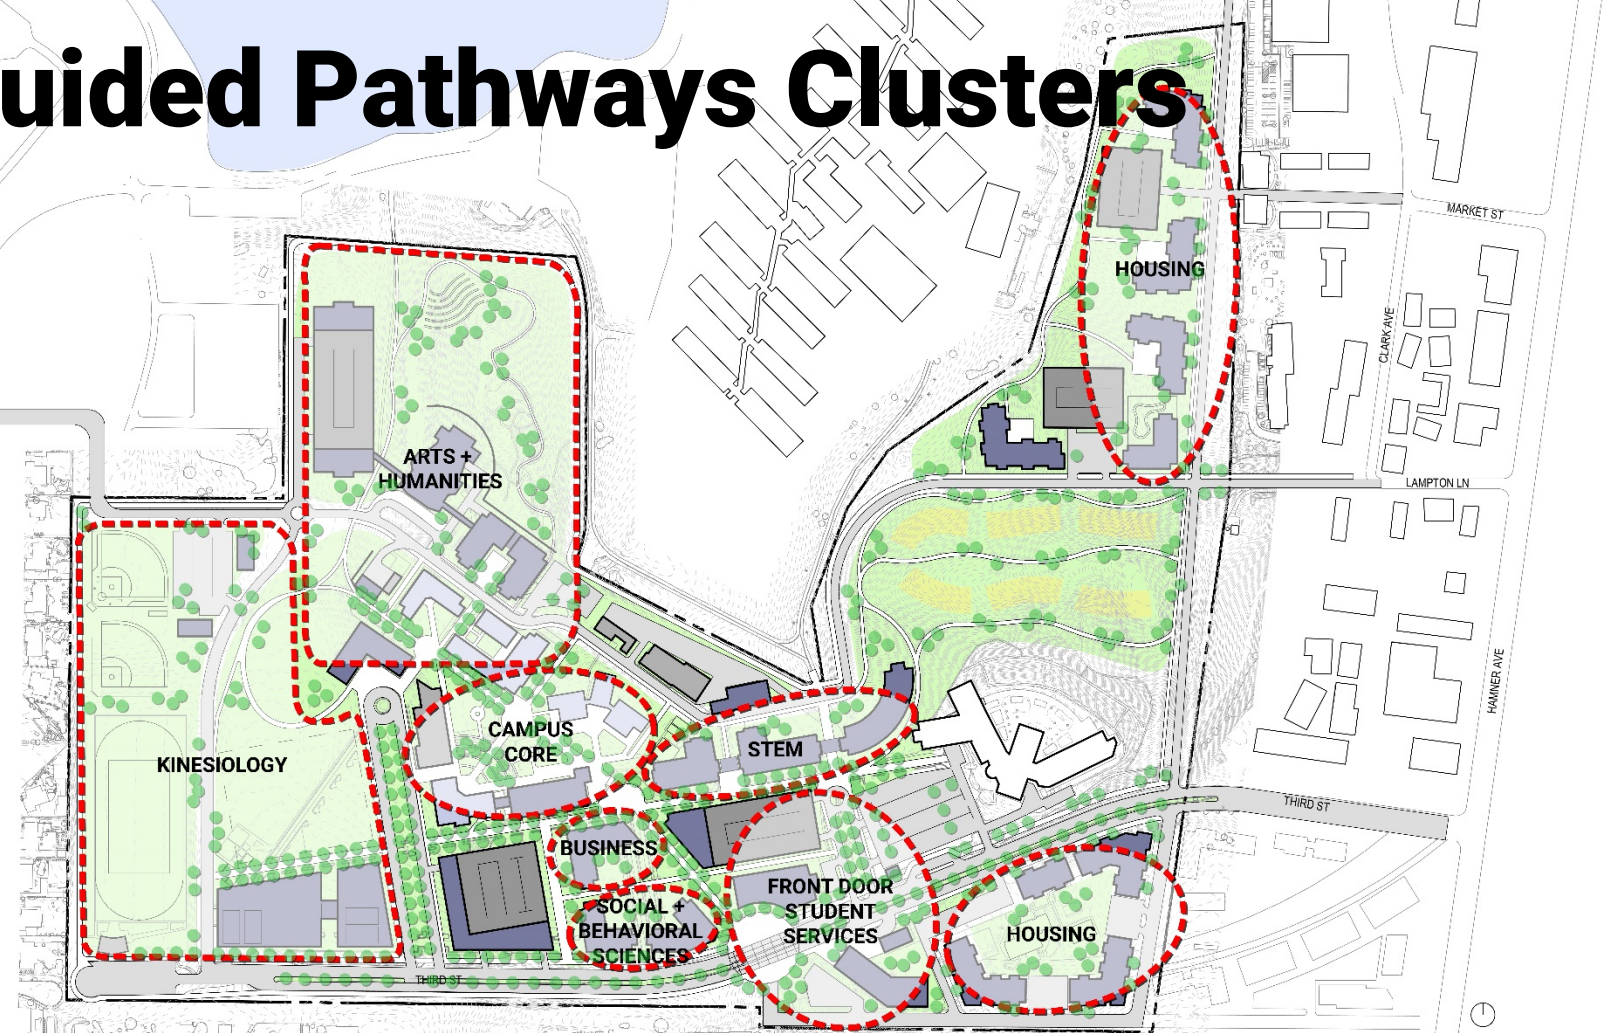 uided Pathways Clusters
MARKET ST
HOUSING
CLARK AVE
ARTS +
HUMANITIES
LAMPTON LN
HAMNER AVE
CAMPUS
CORE
STEM
KINESIOLOGY
THIRD ST
BUSINESS
FRONT DOOR
STUDENT
SERVICES
SOCIAL +
BEHAVIORAL
SCIENCES
HOUSING
THIRD ST